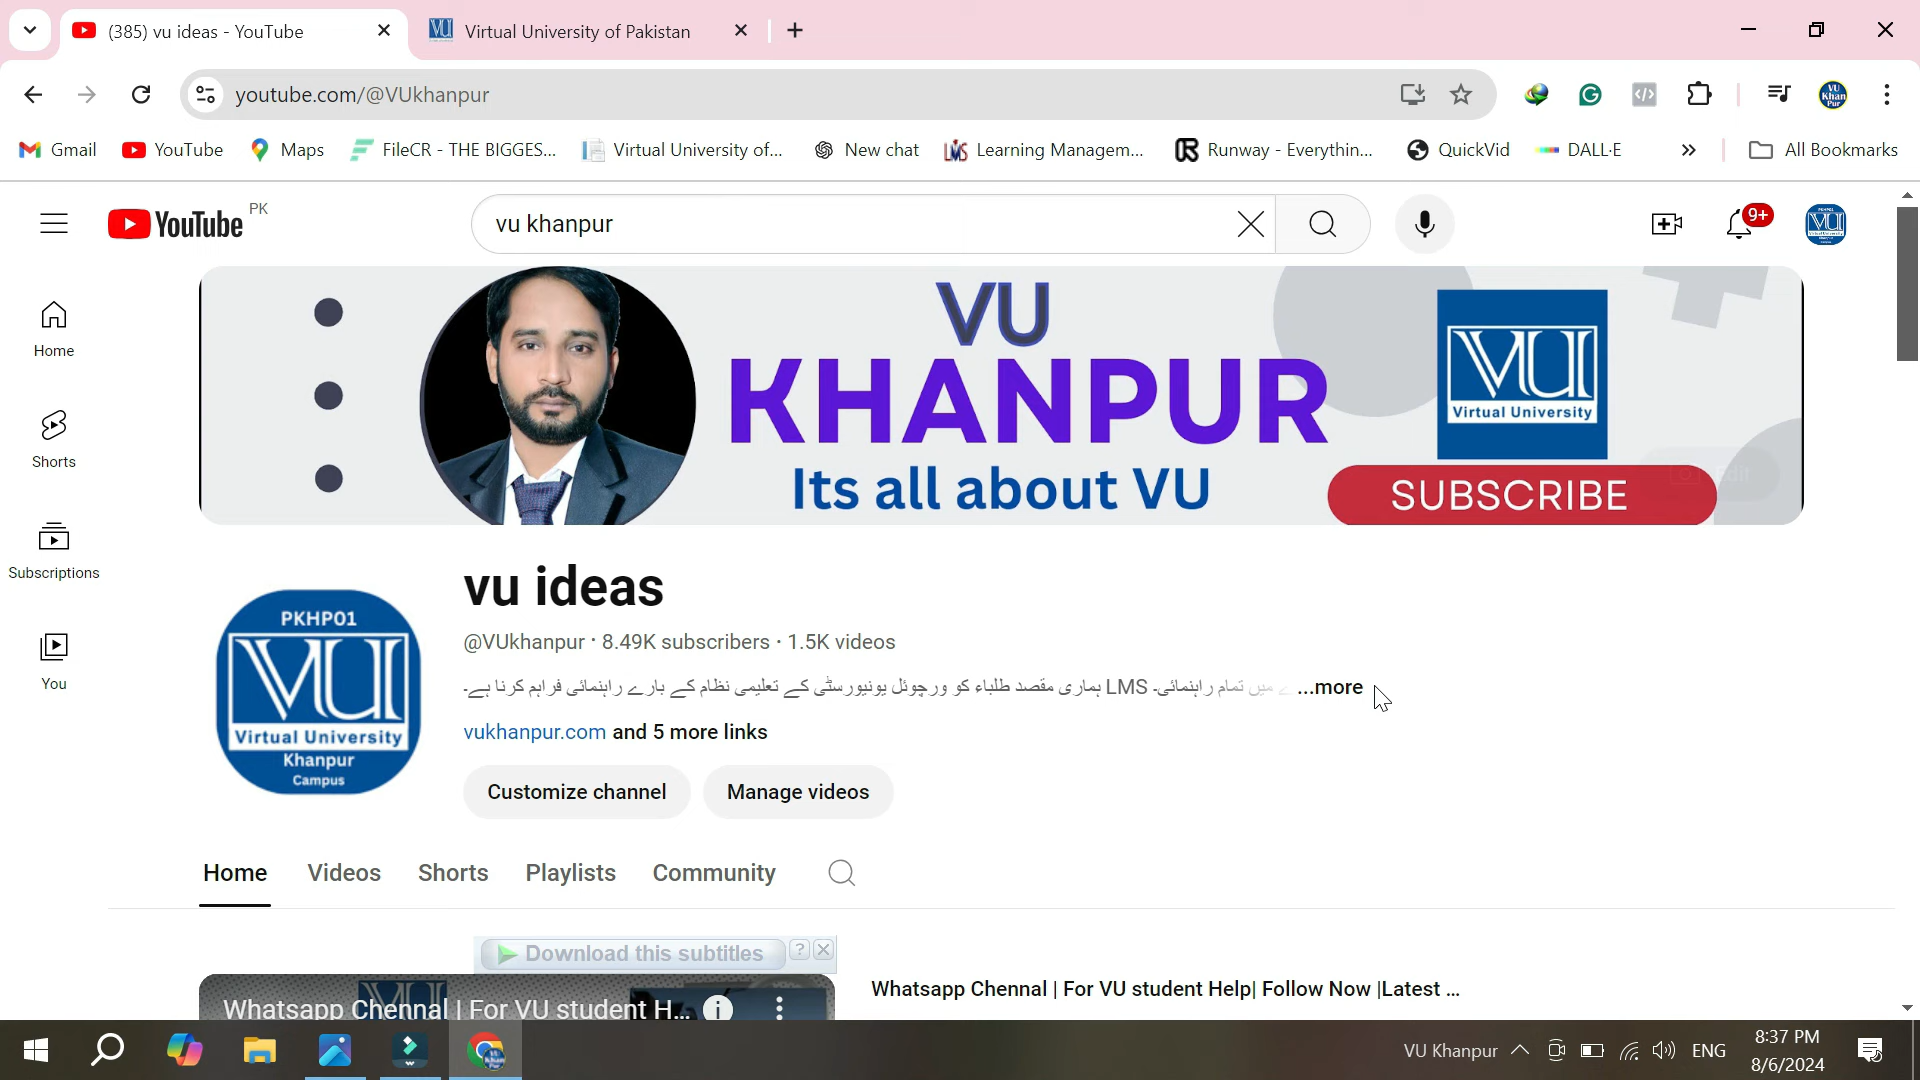 (385) vu ideas - YouTube
Virtual University of Pakistan
youtube.com/@VUkhanpur
Gmail
YouTube
Maps
FileCR - THE BIGGES...
Virtual University of...
New chat
Learning Managem...
Runway - Everythin...
QuickVid
DALL·E
All Bookmarks
YouTube PK
vu khanpur
9+
Home
Shorts
Subscriptions
You
VU
KHANPUR
Its all about VU
VU
Virtual University
SUBSCRIBE
Edit
PKHP01
VU
Virtual University
Khanpur
Campus
vu ideas
@VUkhanpur · 8.49K subscribers · 1.5K videos
ہماری مقصد طلباء کو ورچوئل یونیورسٹی کے تعلیمی نظام کے بارے راہنمائی فراہم کرنا ہے۔ LMS ے میں تمام راہنمائی۔ ...more
vukhanpur.com and 5 more links
Customize channel
Manage videos
Home
Videos
Shorts
Playlists
Community
Download this subtitles
Whatsapp Chennal | For VU student H...
Whatsapp Chennal | For VU student Help| Follow Now |Latest ...
VU Khanpur
ENG
8:37 PM
8/6/2024